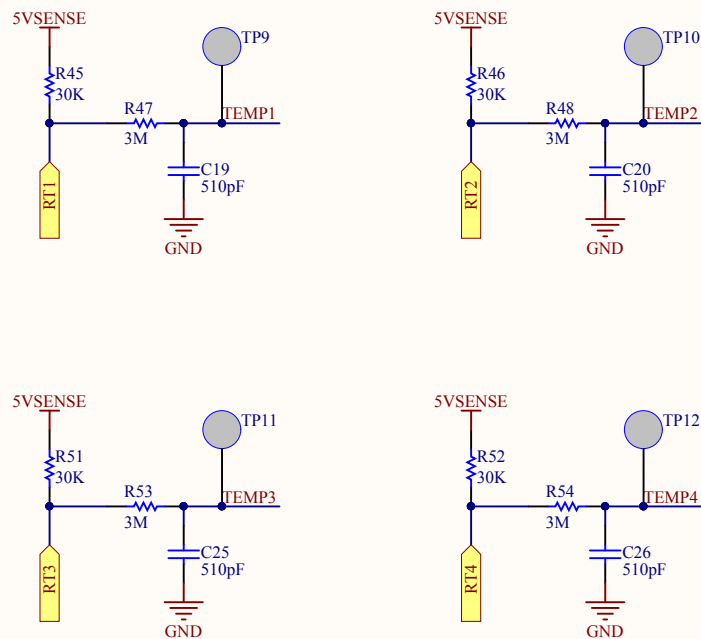 5VSENSE
TP9
R45
30K
R47
TEMP1
3M
C19
510pF
RT1
GND
5VSENSE
TP10
R46
30K
R48
TEMP2
3M
C20
510pF
RT2
GND
5VSENSE
TP11
R51
30K
R53
TEMP3
3M
C25
510pF
RT3
GND
5VSENSE
TP12
R52
30K
R54
TEMP4
3M
C26
510pF
RT4
GND